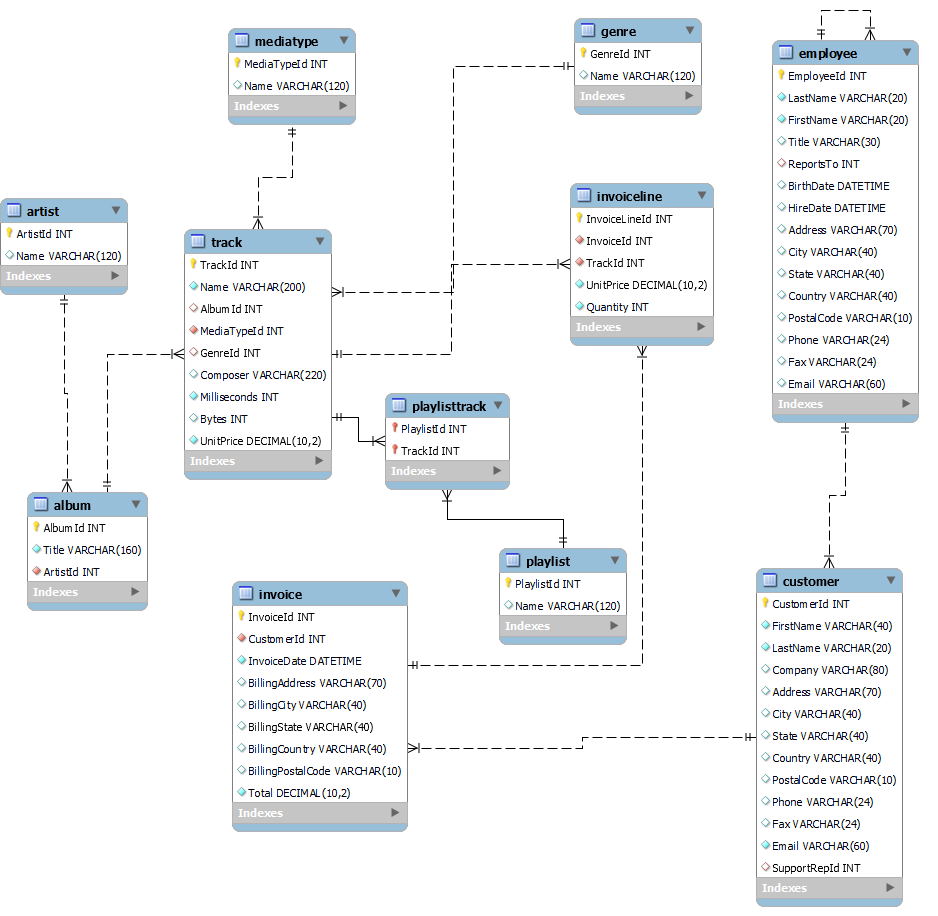 mediatype
MediaTypeId INT
Name VARCHAR(120)
Indexes
genre
GenreId INT
Name VARCHAR(120)
Indexes
employee
EmployeeId INT
LastName VARCHAR(20)
FirstName VARCHAR(20)
Title VARCHAR(30)
ReportsTo INT
BirthDate DATETIME
HireDate DATETIME
Address VARCHAR(70)
City VARCHAR(40)
State VARCHAR(40)
Country VARCHAR(40)
PostalCode VARCHAR(10)
Phone VARCHAR(24)
Fax VARCHAR(24)
Email VARCHAR(60)
Indexes
artist
ArtistId INT
Name VARCHAR(120)
Indexes
track
TrackId INT
Name VARCHAR(200)
AlbumId INT
MediaTypeId INT
GenreId INT
Composer VARCHAR(220)
Milliseconds INT
Bytes INT
UnitPrice DECIMAL(10,2)
Indexes
invoiceline
InvoiceLineId INT
InvoiceId INT
TrackId INT
UnitPrice DECIMAL(10,2)
Quantity INT
Indexes
playlisttrack
PlaylistId INT
TrackId INT
Indexes
album
AlbumId INT
Title VARCHAR(160)
ArtistId INT
Indexes
playlist
PlaylistId INT
Name VARCHAR(120)
Indexes
invoice
InvoiceId INT
CustomerId INT
InvoiceDate DATETIME
BillingAddress VARCHAR(70)
BillingCity VARCHAR(40)
BillingState VARCHAR(40)
BillingCountry VARCHAR(40)
BillingPostalCode VARCHAR(10)
Total DECIMAL(10,2)
Indexes
customer
CustomerId INT
FirstName VARCHAR(40)
LastName VARCHAR(20)
Company VARCHAR(80)
Address VARCHAR(70)
City VARCHAR(40)
State VARCHAR(40)
Country VARCHAR(40)
PostalCode VARCHAR(10)
Phone VARCHAR(24)
Fax VARCHAR(24)
Email VARCHAR(60)
SupportRepId INT
Indexes